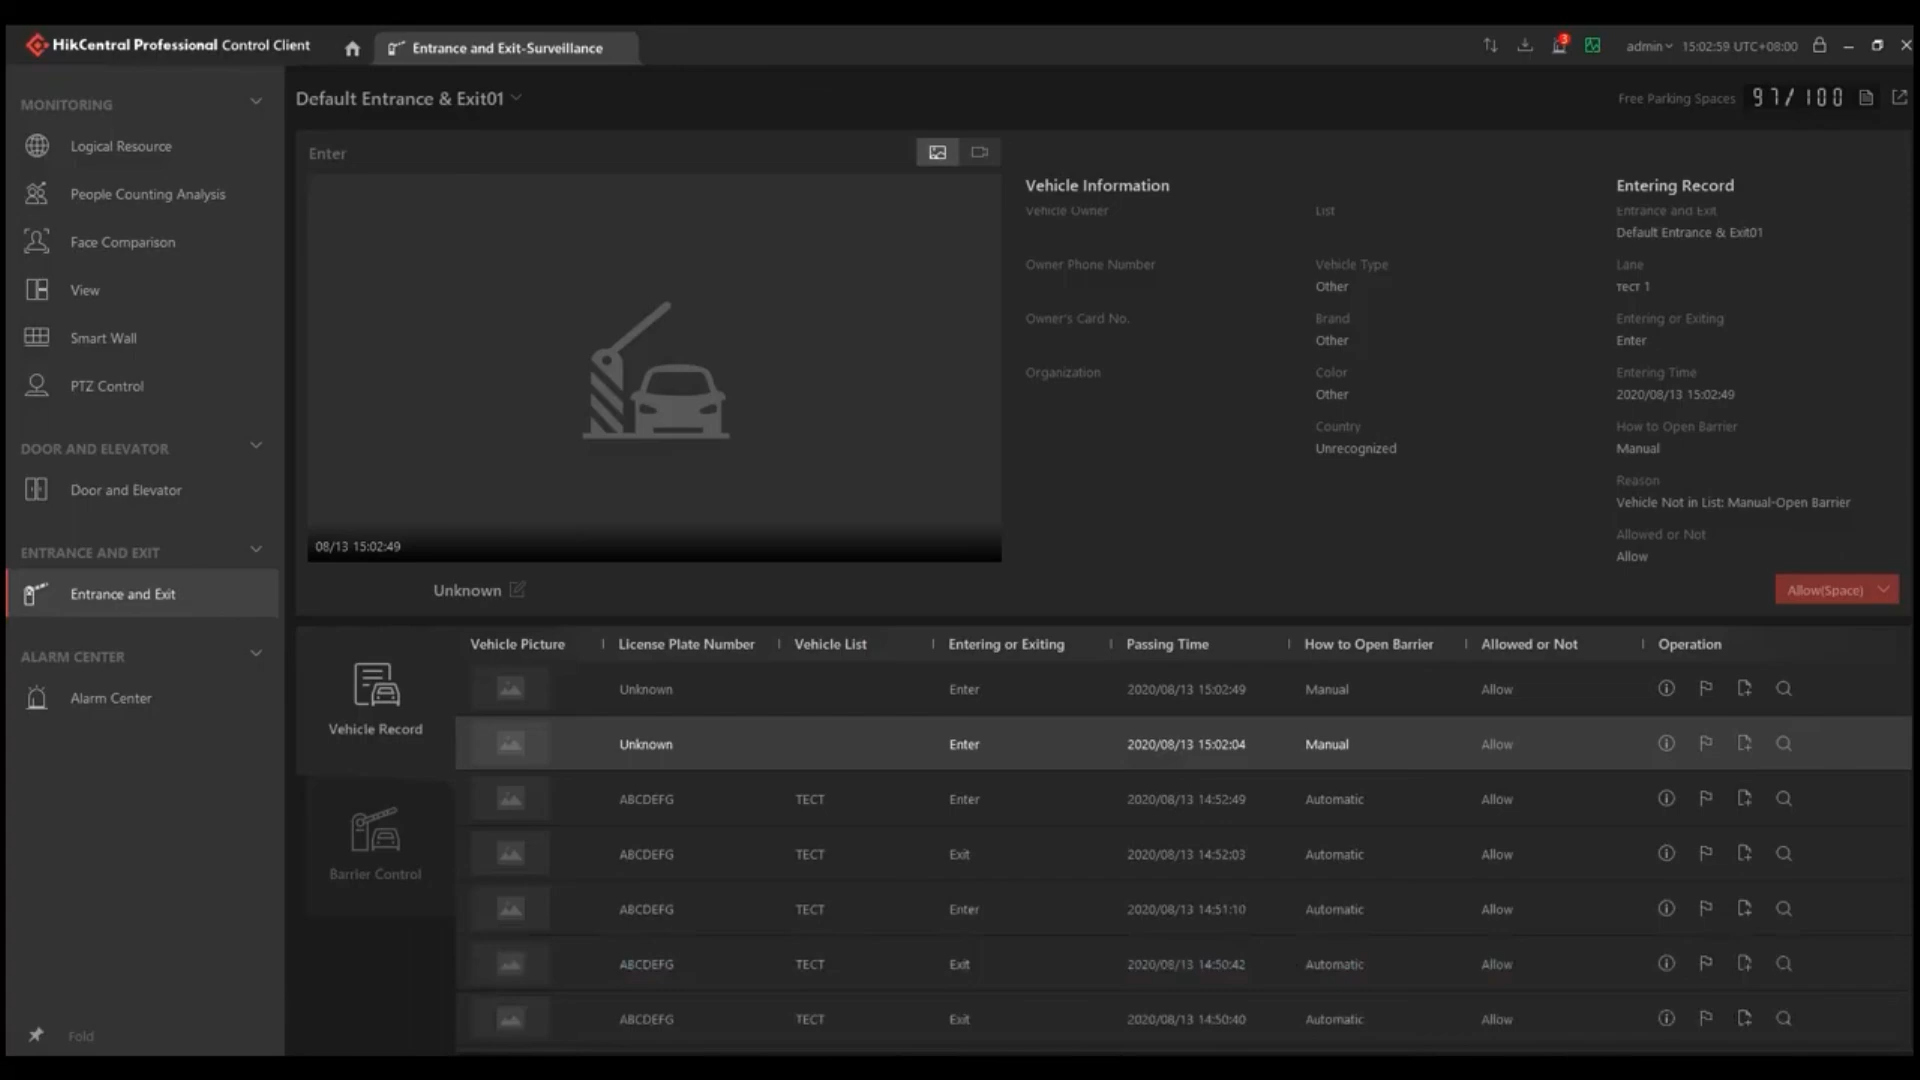 HikCentral Professional Control Client
Entrance and Exit-Surveillance
3
admin
15:02:59 UTC+08:00
MONITORING
Logical Resource
People Counting Analysis
Face Comparison
View
Smart Wall
PTZ Control
DOOR AND ELEVATOR
Door and Elevator
ENTRANCE AND EXIT
Entrance and Exit
ALARM CENTER
Alarm Center
Fold
Default Entrance & Exit01
Free Parking Spaces 97/100
Enter
08/13 15:02:49
Unknown
Vehicle Information
Vehicle Owner
List
Owner Phone Number
Vehicle Type
Other
Owner's Card No.
Brand
Other
Organization
Color
Other
Country
Unrecognized
Entering Record
Entrance and Exit
Default Entrance & Exit01
Lane
тест 1
Entering or Exiting
Enter
Entering Time
2020/08/13 15:02:49
How to Open Barrier
Manual
Reason
Vehicle Not in List: Manual-Open Barrier
Allowed or Not
Allow
Allow(Space)
Vehicle Record
Barrier Control
Vehicle Picture License Plate Number Vehicle List Entering or Exiting Passing Time How to Open Barrier Allowed or Not Operation
Unknown Enter 2020/08/13 15:02:49 Manual Allow
Unknown Enter 2020/08/13 15:02:04 Manual Allow
ABCDEFG ТЕСТ Enter 2020/08/13 14:52:49 Automatic Allow
ABCDEFG ТЕСТ Exit 2020/08/13 14:52:03 Automatic Allow
ABCDEFG ТЕСТ Enter 2020/08/13 14:51:10 Automatic Allow
ABCDEFG ТЕСТ Exit 2020/08/13 14:50:42 Automatic Allow
ABCDEFG ТЕСТ Exit 2020/08/13 14:50:40 Automatic Allow